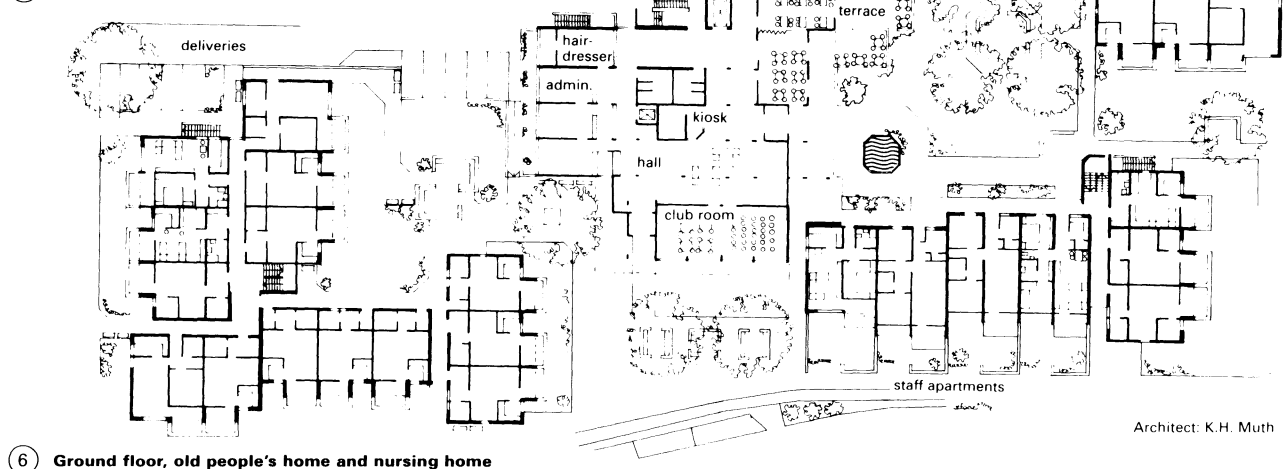 terrace
deliveries
hair-
dresser
admin.
kiosk
hall
club room
staff apartments
Architect: K.H. Muth
6 Ground floor, old people's home and nursing home